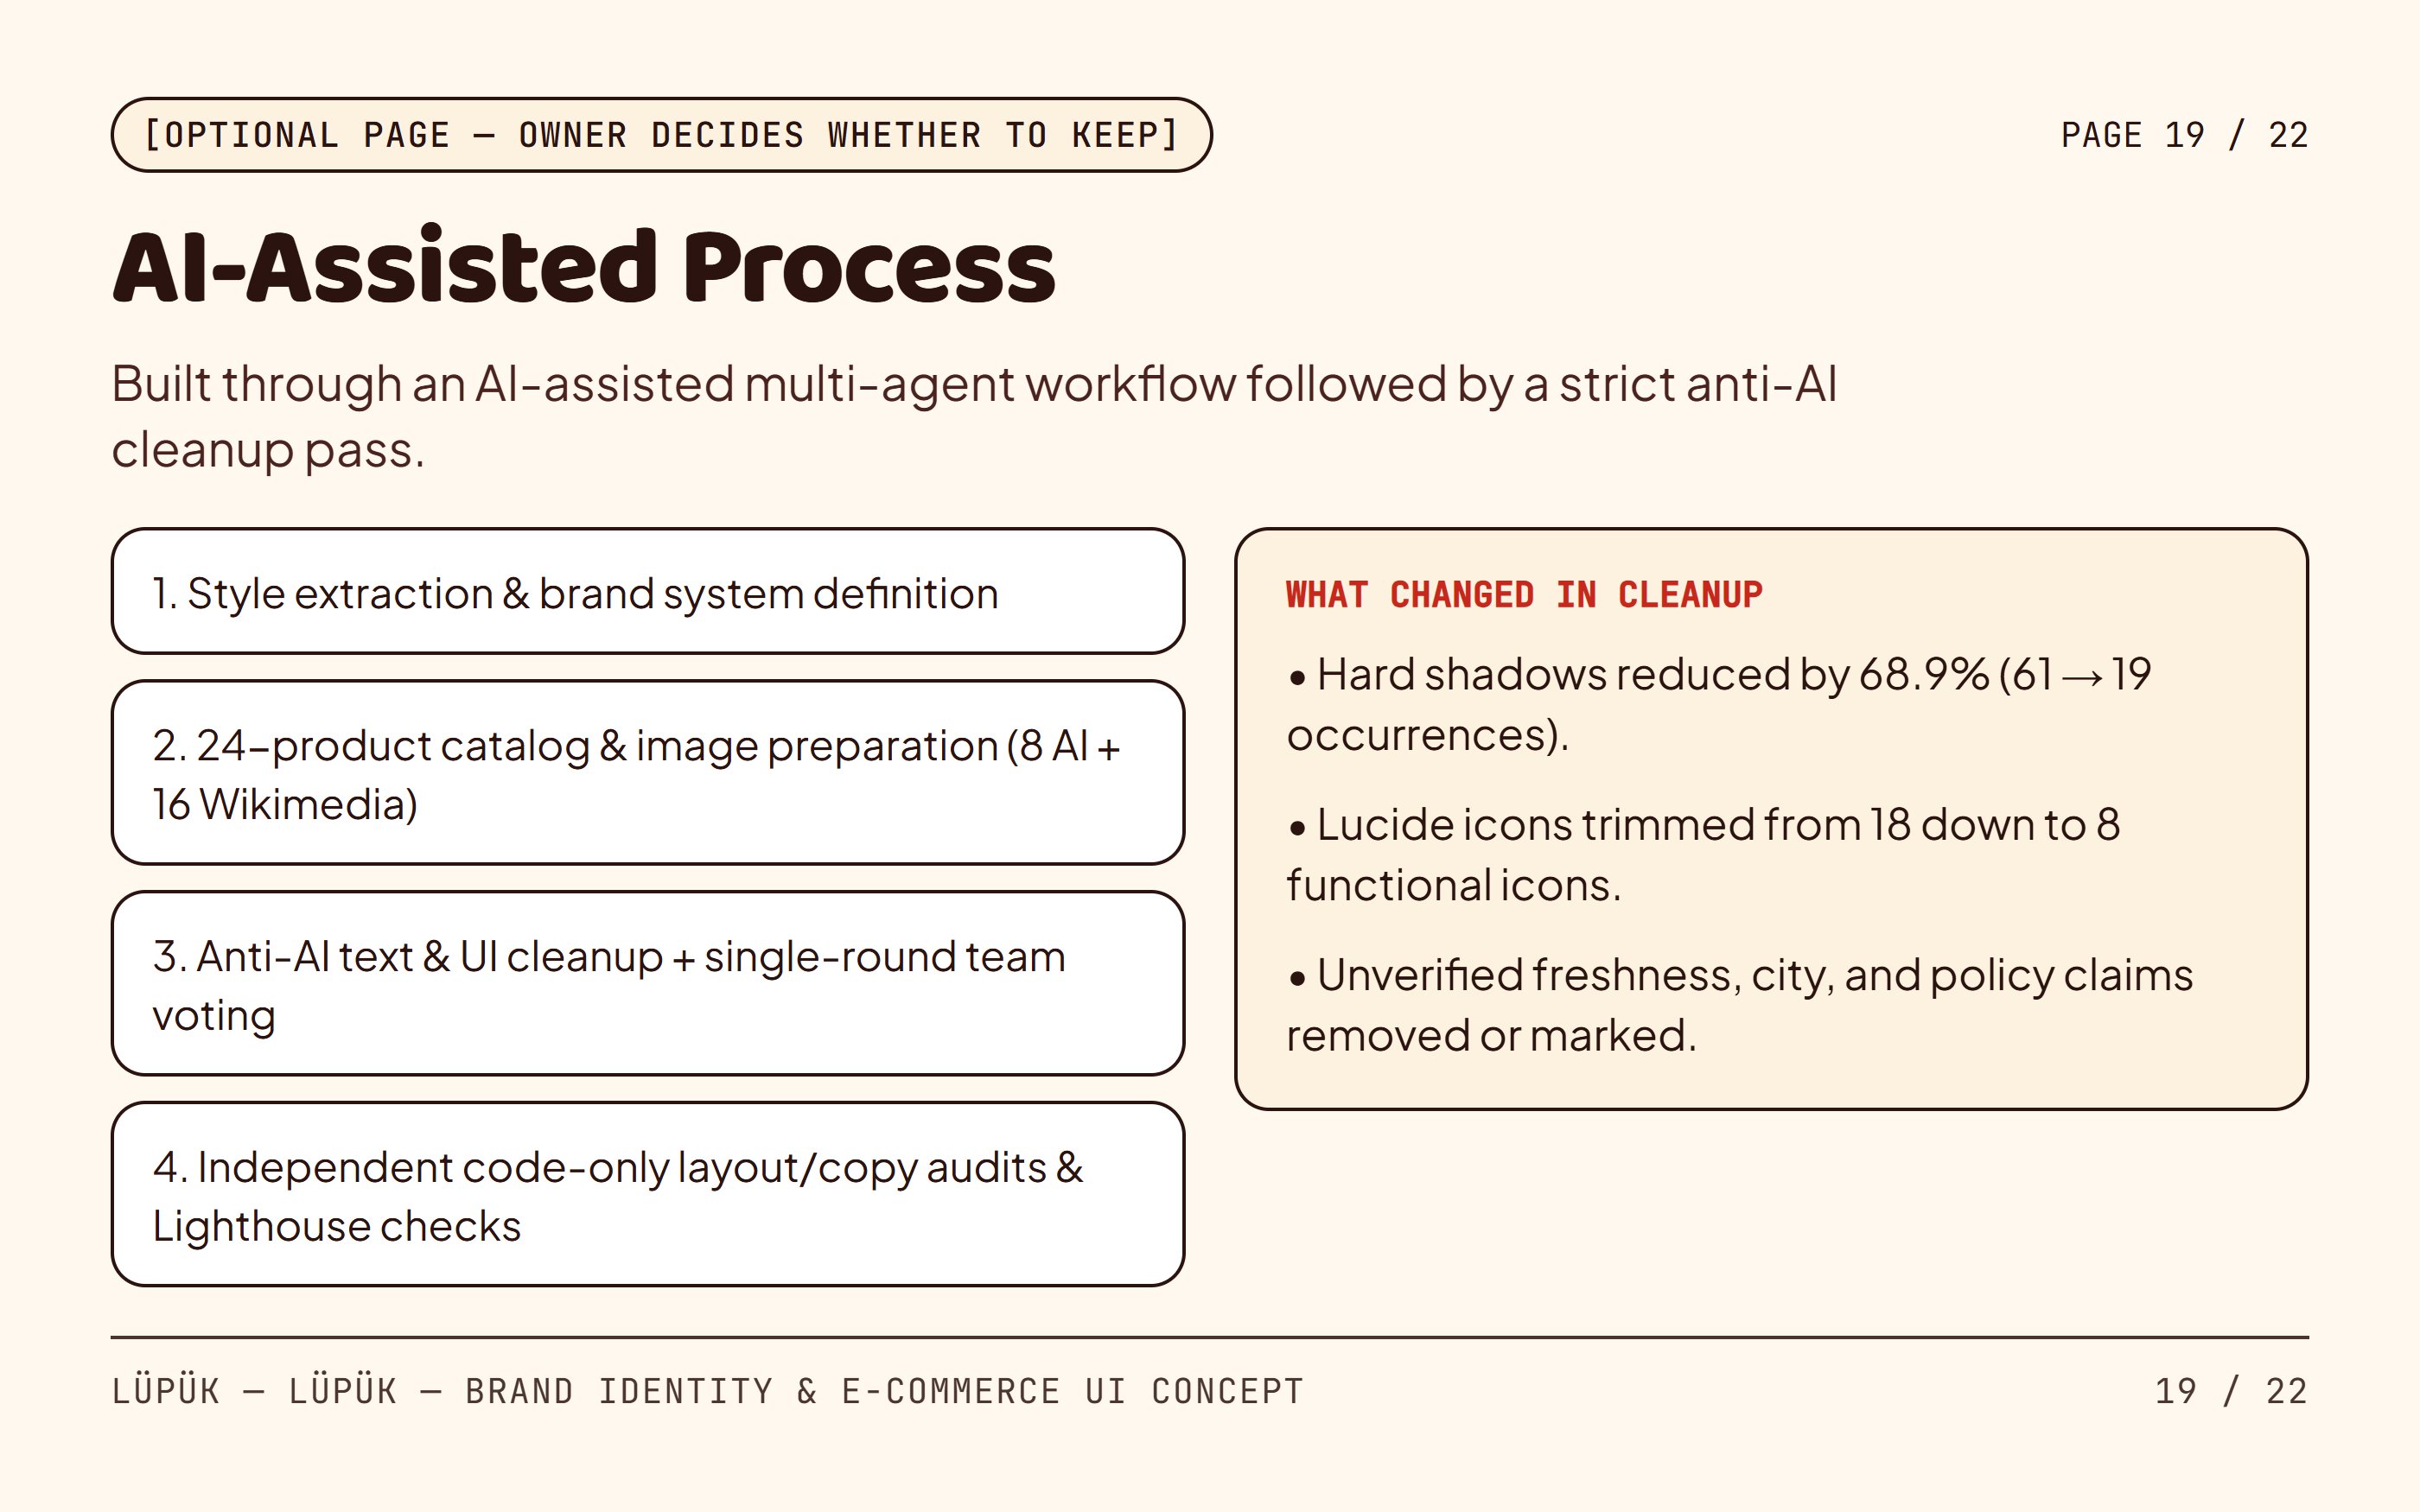 [OPTIONAL PAGE — OWNER DECIDES WHETHER TO KEEP]
PAGE 19 / 22
AI-Assisted Process
Built through an AI-assisted multi-agent workflow followed by a strict anti-AI
cleanup pass.
1. Style extraction & brand system definition
2. 24-product catalog & image preparation (8 AI +
16 Wikimedia)
3. Anti-AI text & UI cleanup + single-round team
voting
4. Independent code-only layout/copy audits &
Lighthouse checks
WHAT CHANGED IN CLEANUP
• Hard shadows reduced by 68.9% (61 → 19
occurrences).
• Lucide icons trimmed from 18 down to 8
functional icons.
• Unverified freshness, city, and policy claims
removed or marked.
LÜPÜK — LÜPÜK — BRAND IDENTITY & E-COMMERCE UI CONCEPT
19 / 22